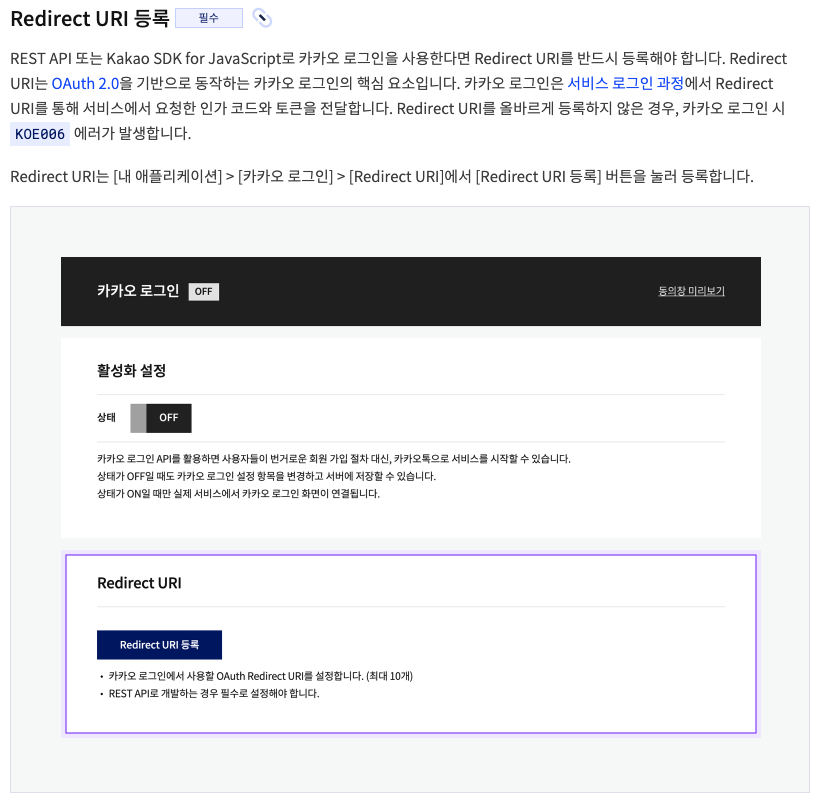 Redirect URI 등록 필수
REST API 또는 Kakao SDK for JavaScript로 카카오 로그인을 사용한다면 Redirect URI를 반드시 등록해야 합니다. Redirect
URI는 OAuth 2.0을 기반으로 동작하는 카카오 로그인의 핵심 요소입니다. 카카오 로그인은 서비스 로그인 과정에서 Redirect
URI를 통해 서비스에서 요청한 인가 코드와 토큰을 전달합니다. Redirect URI를 올바르게 등록하지 않은 경우, 카카오 로그인 시
KOE006 에러가 발생합니다.
Redirect URI는 [내 애플리케이션] > [카카오 로그인] > [Redirect URI]에서 [Redirect URI 등록] 버튼을 눌러 등록합니다.
카카오 로그인 OFF
동의창 미리보기
활성화 설정
상태 OFF
카카오 로그인 API를 활용하면 사용자들이 번거로운 회원 가입 절차 대신, 카카오톡으로 서비스를 시작할 수 있습니다.
상태가 OFF일 때도 카카오 로그인 설정 항목을 변경하고 서버에 저장할 수 있습니다.
상태가 ON일 때만 실제 서비스에서 카카오 로그인 화면이 연결됩니다.
Redirect URI
Redirect URI 등록
• 카카오 로그인에서 사용할 OAuth Redirect URI를 설정합니다. (최대 10개)
• REST API로 개발하는 경우 필수로 설정해야 합니다.